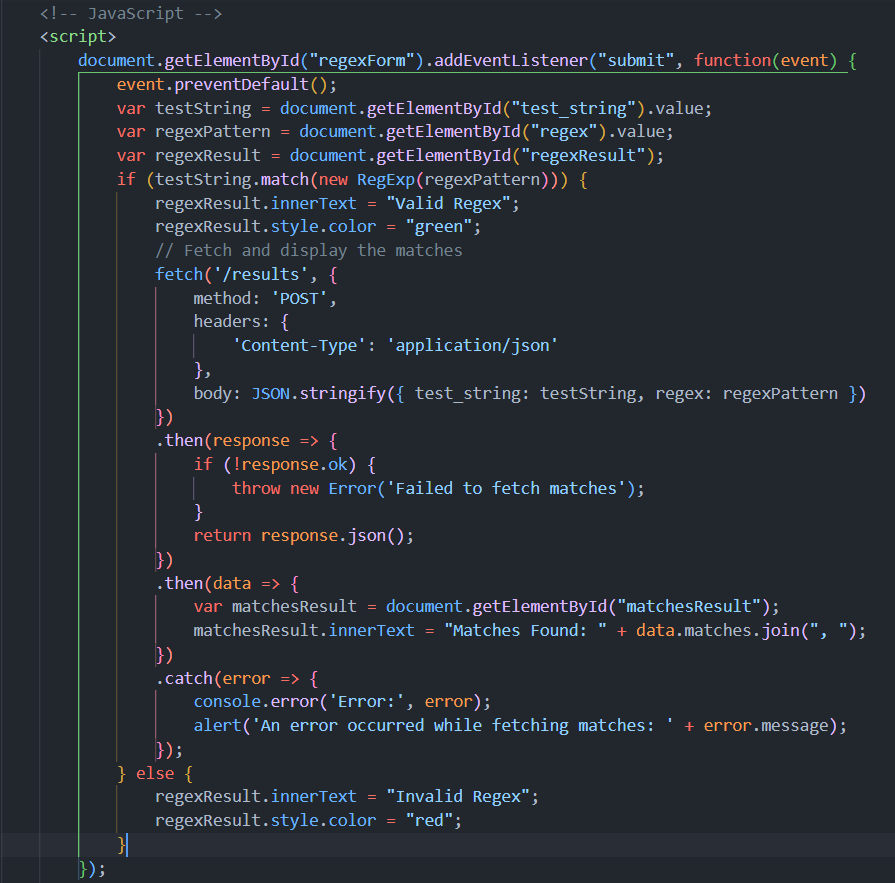 <!-- JavaScript -->
<script>
document.getElementById("regexForm").addEventListener("submit", function(event) {
event.preventDefault();
var testString = document.getElementById("test_string").value;
var regexPattern = document.getElementById("regex").value;
var regexResult = document.getElementById("regexResult");
if (testString.match(new RegExp(regexPattern))) {
regexResult.innerText = "Valid Regex";
regexResult.style.color = "green";
// Fetch and display the matches
fetch('/results', {
method: 'POST',
headers: {
'Content-Type': 'application/json'
},
body: JSON.stringify({ test_string: testString, regex: regexPattern })
})
.then(response => {
if (!response.ok) {
throw new Error('Failed to fetch matches');
}
return response.json();
})
.then(data => {
var matchesResult = document.getElementById("matchesResult");
matchesResult.innerText = "Matches Found: " + data.matches.join(", ");
})
.catch(error => {
console.error('Error:', error);
alert('An error occurred while fetching matches: ' + error.message);
});
} else {
regexResult.innerText = "Invalid Regex";
regexResult.style.color = "red";
}
});